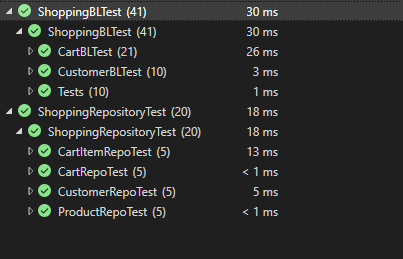 ShoppingBLTest (41) 30 ms
ShoppingBLTest (41) 30 ms
CartBLTest (21) 26 ms
CustomerBLTest (10) 3 ms
Tests (10) 1 ms
ShoppingRepositoryTest (20) 18 ms
ShoppingRepositoryTest (20) 18 ms
CartItemRepoTest (5) 13 ms
CartRepoTest (5) < 1 ms
CustomerRepoTest (5) 5 ms
ProductRepoTest (5) < 1 ms